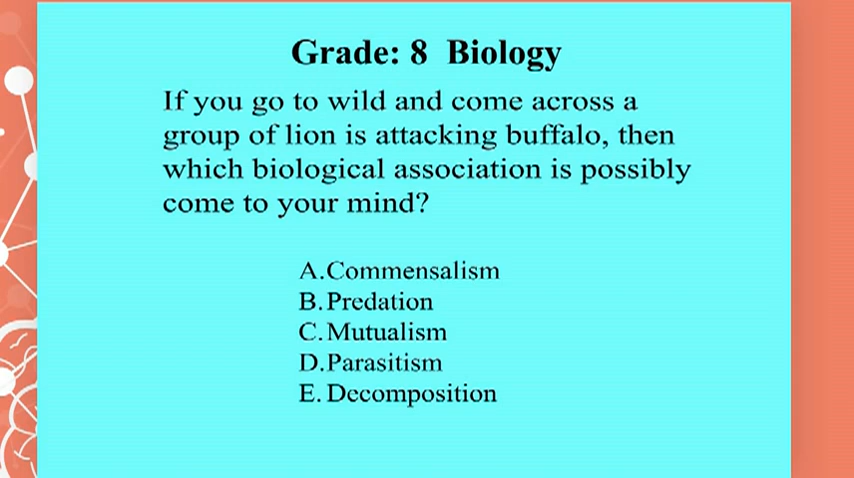 Grade: 8  Biology
If you go to wild and come across a
group of lion is attacking buffalo, then
which biological association is possibly
come to your mind?
A.Commensalism
B.Predation
C.Mutualism
D.Parasitism
E. Decomposition